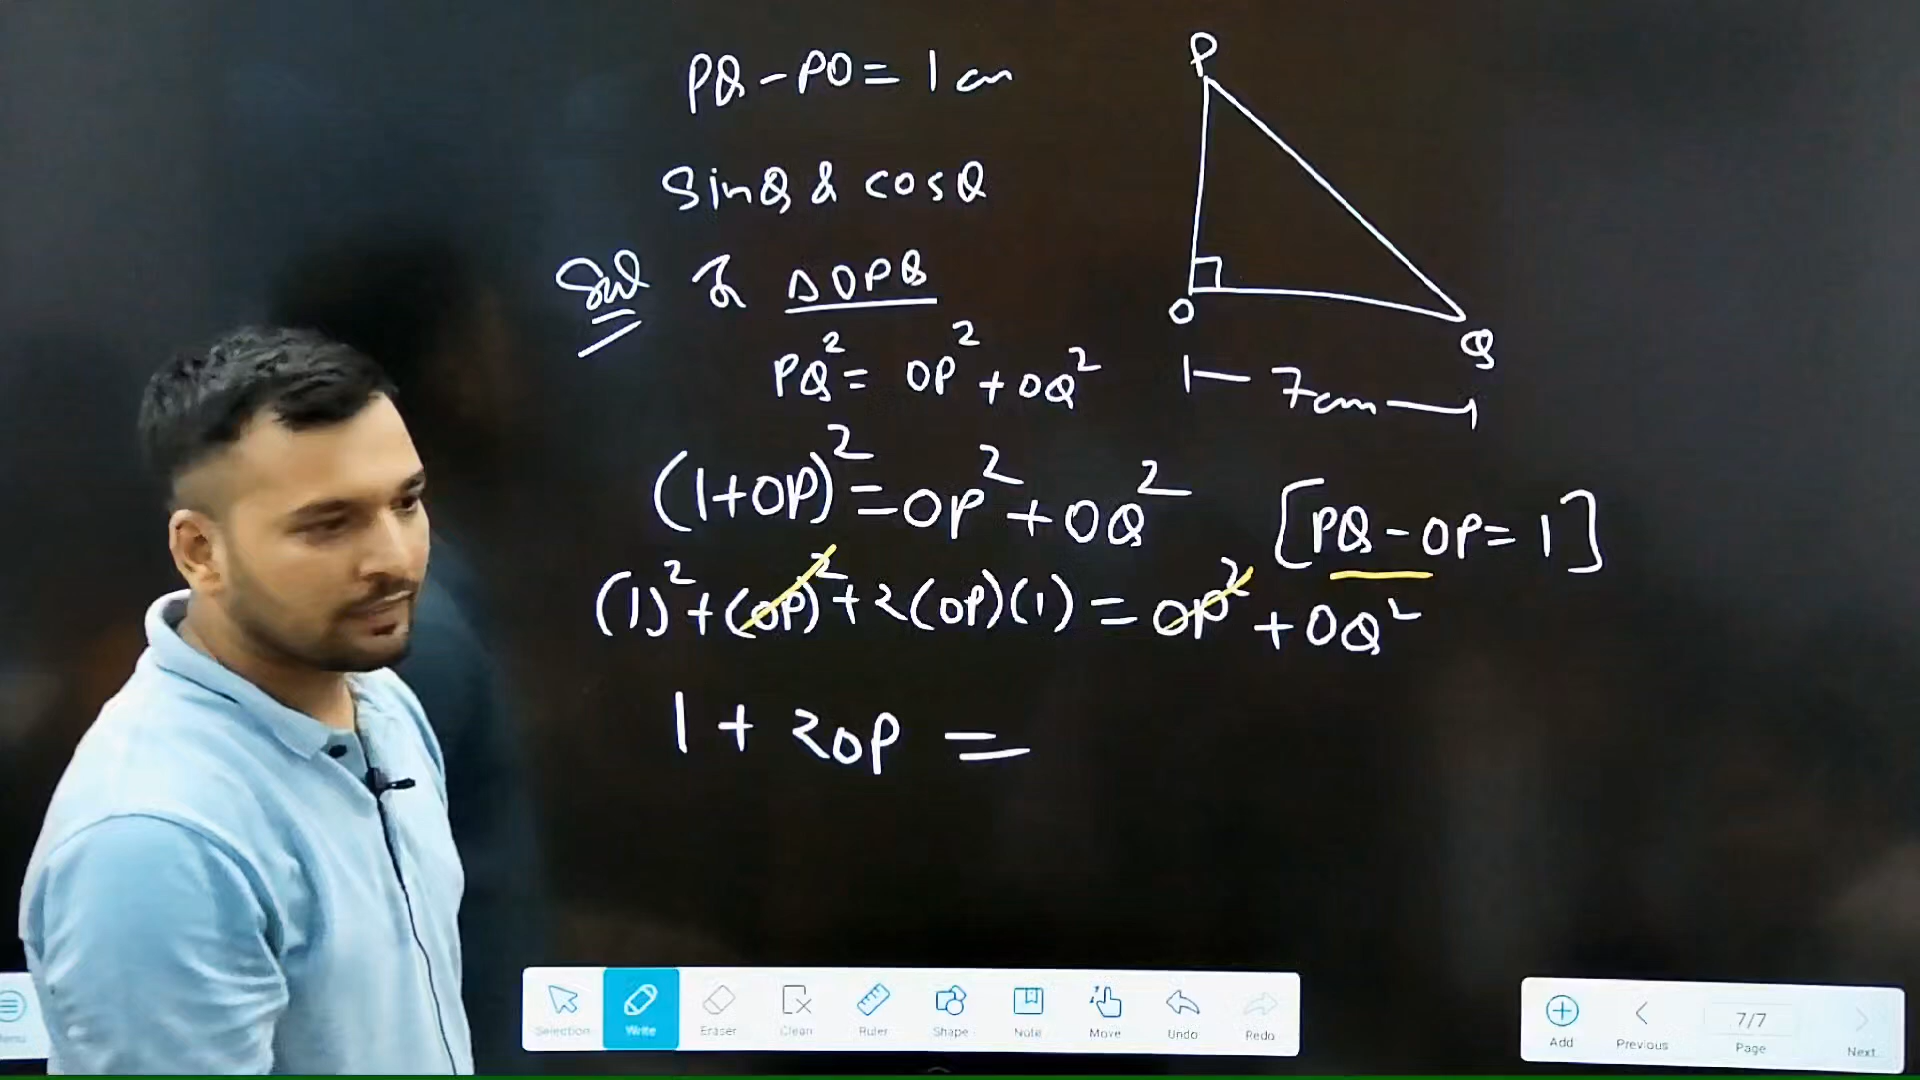 PQ - PO = 1 cm
sinQ & cosQ
Sol In ΔOPQ
PQ² = OP² + OQ²
(1+OP)² = OP² + OQ² [PQ - OP = 1]
(1)² + (OP)² + 2(OP)(1) = OP² + OQ²
1 + 2OP =
P
O
Q
7cm
Menu
Selection
Write
Eraser
Clean
Ruler
Shape
Note
Move
Undo
Redo
Add
Previous
7/7
Page
Next